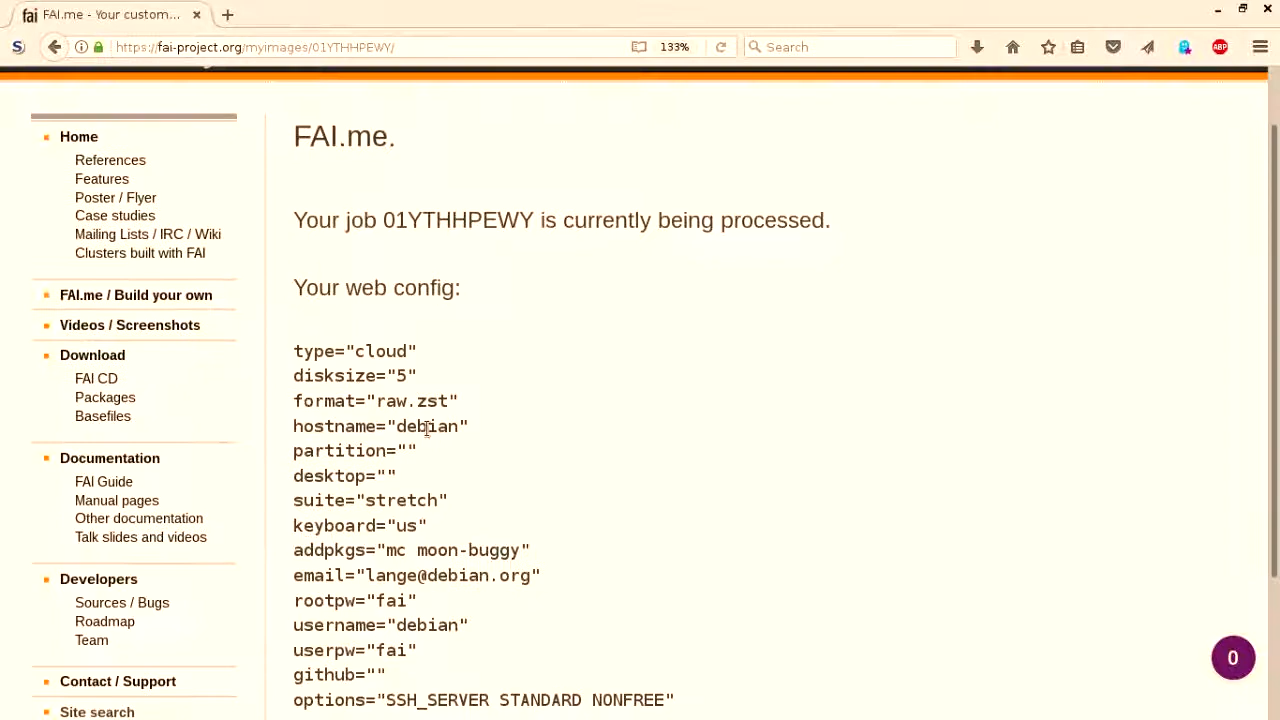 fai FAI.me - Your custom... × +
https://fai-project.org/myimages/01YTHHPEWY/ 133% Search ABP
Home
References
Features
Poster / Flyer
Case studies
Mailing Lists / IRC / Wiki
Clusters built with FAI
FAI.me / Build your own
Videos / Screenshots
Download
FAI CD
Packages
Basefiles
Documentation
FAI Guide
Manual pages
Other documentation
Talk slides and videos
Developers
Sources / Bugs
Roadmap
Team
Contact / Support
Site search
FAI.me.
Your job 01YTHHPEWY is currently being processed.
Your web config:
type="cloud"
disksize="5"
format="raw.zst"
hostname="debian"
partition=""
desktop=""
suite="stretch"
keyboard="us"
addpkgs="mc moon-buggy"
email="lange@debian.org"
rootpw="fai"
username="debian"
userpw="fai"
github=""
options="SSH_SERVER STANDARD NONFREE"
0